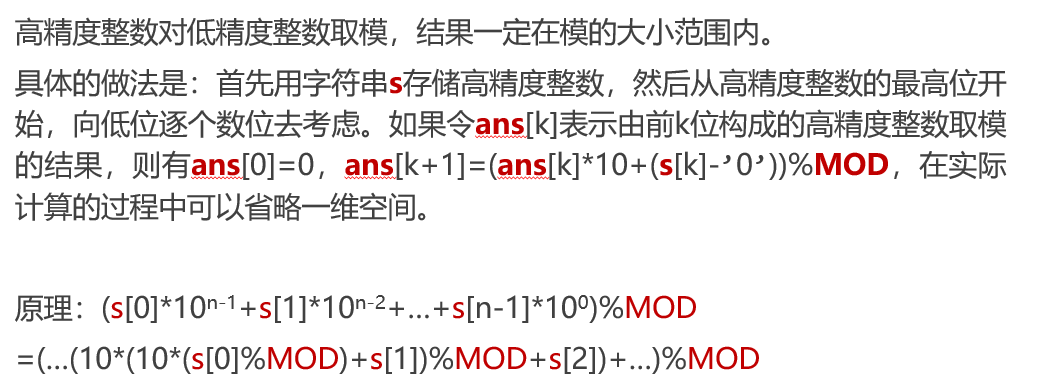 高精度整数对低精度整数取模，结果一定在模的大小范围内。
具体的做法是：首先用字符串s存储高精度整数，然后从高精度整数的最高位开
始，向低位逐个数位去考虑。如果令ans[k]表示由前k位构成的高精度整数取模
的结果，则有ans[0]=0，ans[k+1]=(ans[k]*10+(s[k]-’0’))%MOD，在实际
计算的过程中可以省略一维空间。
原理：(s[0]*10ⁿ⁻¹+s[1]*10ⁿ⁻²+…+s[n-1]*10⁰)%MOD
=(…(10*(10*(s[0]%MOD)+s[1])%MOD+s[2])+…)%MOD